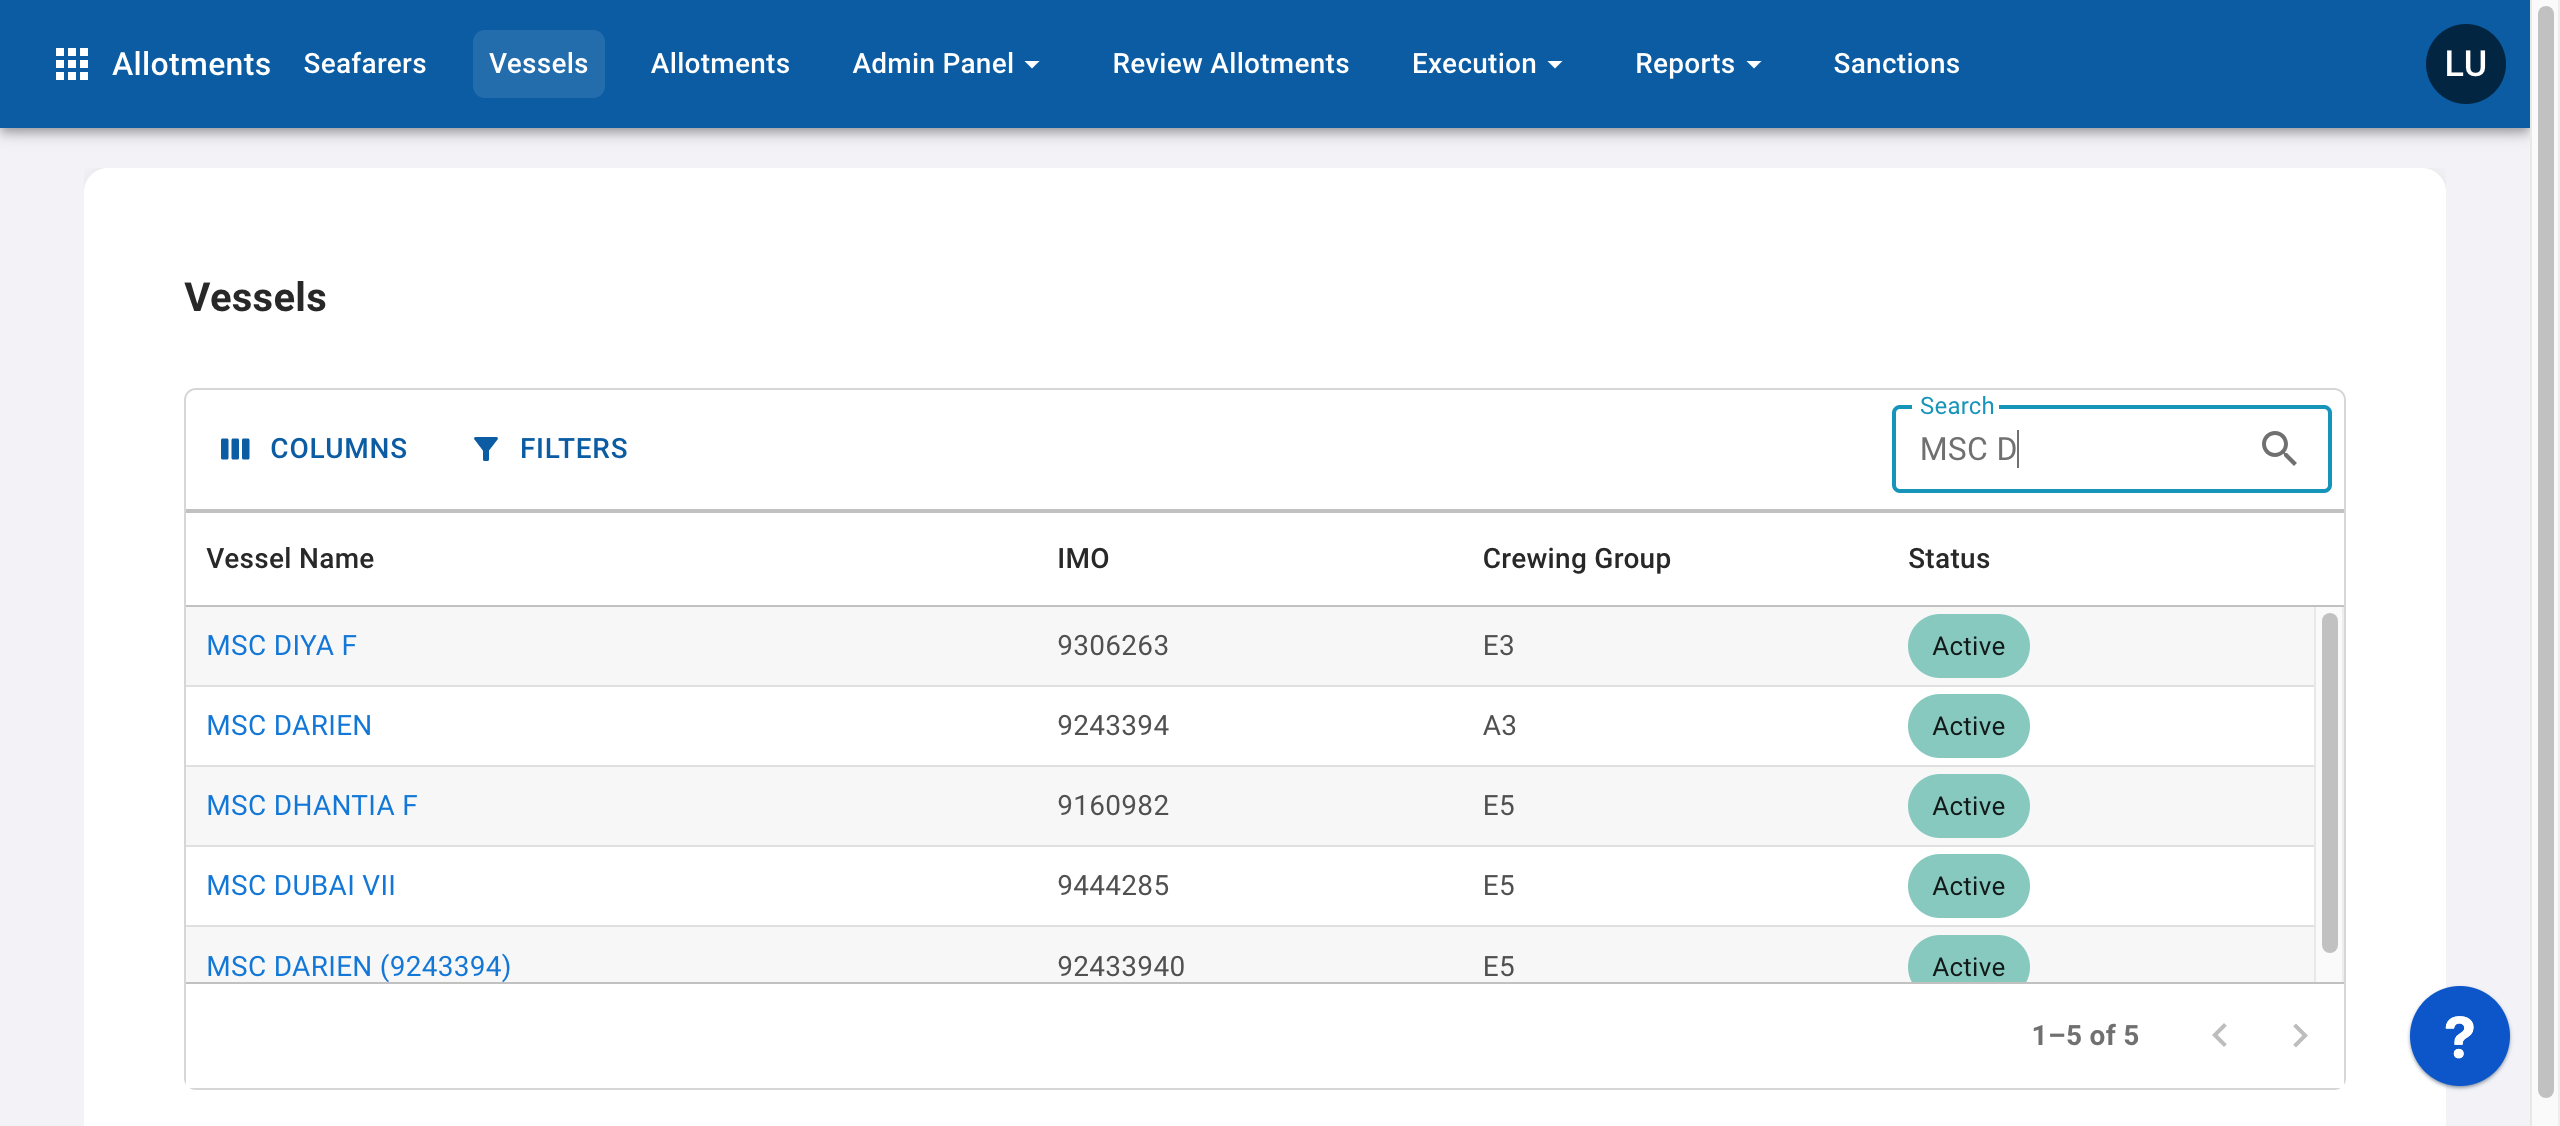 Allotments Seafarers Vessels Allotments Admin Panel Review Allotments Execution Reports Sanctions LU
Vessels
COLUMNS FILTERS
Search
MSC D
Vessel Name IMO Crewing Group Status
MSC DIYA F 9306263 E3 Active
MSC DARIEN 9243394 A3 Active
MSC DHANTIA F 9160982 E5 Active
MSC DUBAI VII 9444285 E5 Active
MSC DARIEN (9243394) 92433940 E5 Active
1–5 of 5
?